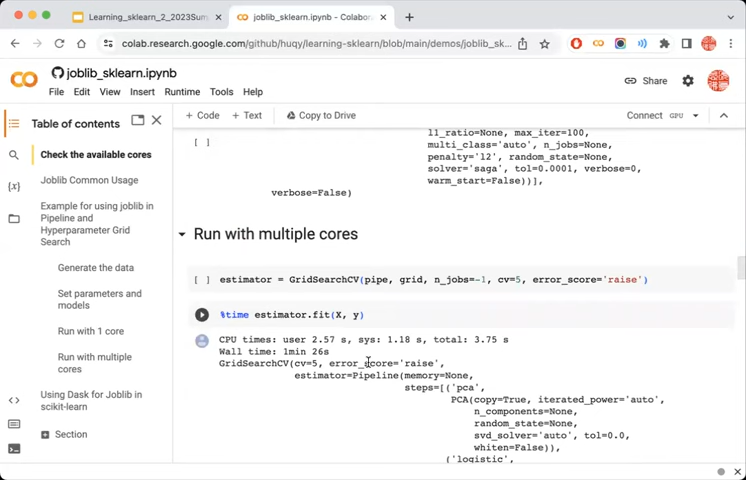 Learning_sklearn_2_2023Sum
joblib_sklearn.ipynb - Colabora
colab.research.google.com/github/huqy/learning-sklearn/blob/main/demos/joblib_sk...
joblib_sklearn.ipynb
File Edit View Insert Runtime Tools Help
Share
Table of contents
+ Code + Text Copy to Drive
Connect GPU
Check the available cores
Joblib Common Usage
Example for using joblib in
Pipeline and
Hyperparameter Grid
Search
Generate the data
Set parameters and
models
Run with 1 core
Run with multiple
cores
Using Dask for Joblib in
scikit-learn
Section
{x}
[ ]
l1_ratio=None, max_iter=100,
multi_class='auto', n_jobs=None,
penalty='l2', random_state=None,
solver='saga', tol=0.0001, verbose=0,
warm_start=False))],
verbose=False)
Run with multiple cores
[ ] estimator = GridSearchCV(pipe, grid, n_jobs=-1, cv=5, error_score='raise')
%time estimator.fit(X, y)
CPU times: user 2.57 s, sys: 1.18 s, total: 3.75 s
Wall time: 1min 26s
GridSearchCV(cv=5, error_score='raise',
estimator=Pipeline(memory=None,
steps=[('pca',
PCA(copy=True, iterated_power='auto',
n_components=None,
random_state=None,
svd_solver='auto', tol=0.0,
whiten=False)),
('logistic',